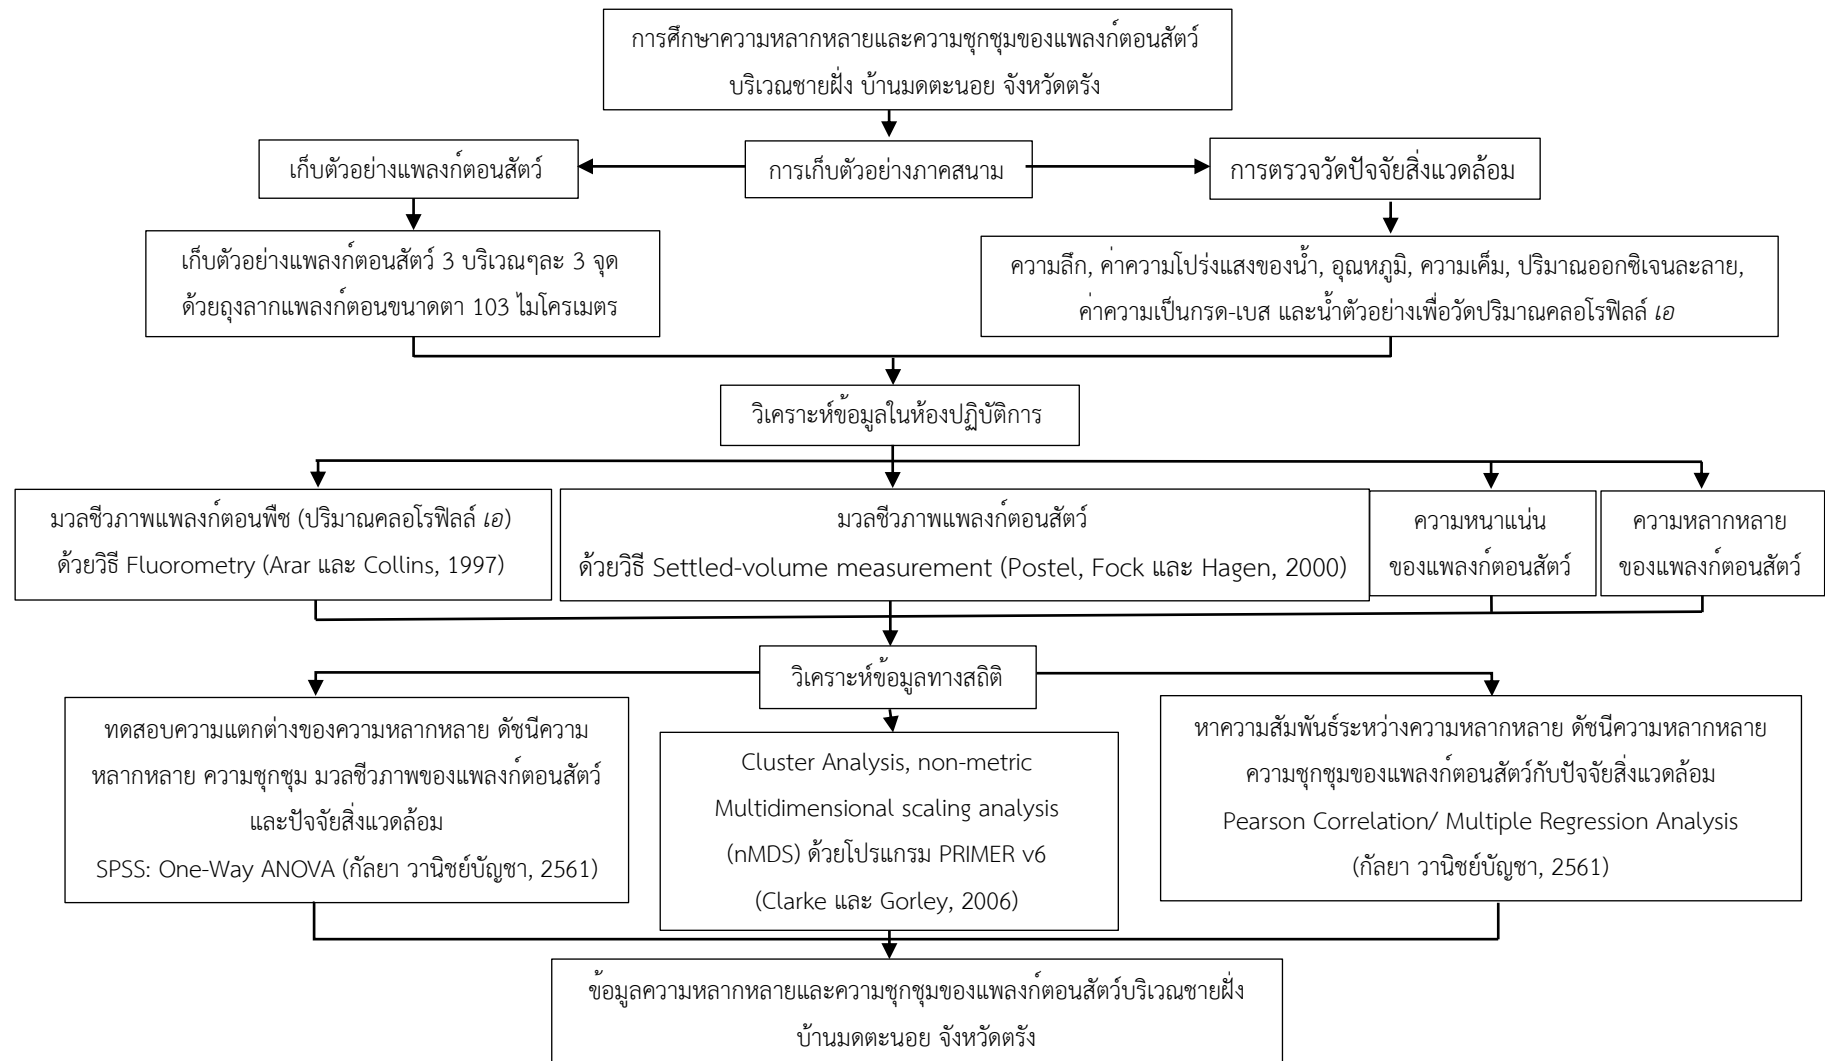 การศึกษาความหลากหลายและความชุกชุมของแพลงก์ตอนสัตว์
บริเวณชายฝั่ง บ้านมดตะนอย จังหวัดตรัง
เก็บตัวอย่างแพลงก์ตอนสัตว์
การเก็บตัวอย่างภาคสนาม
การตรวจวัดปัจจัยสิ่งแวดล้อม
เก็บตัวอย่างแพลงก์ตอนสัตว์ 3 บริเวณๆละ 3 จุด
ด้วยถุงลากแพลงก์ตอนขนาดตา 103 ไมโครเมตร
ความลึก, ค่าความโปร่งแสงของน้ำ, อุณหภูมิ, ความเค็ม, ปริมาณออกซิเจนละลาย,
ค่าความเป็นกรด-เบส และน้ำตัวอย่างเพื่อวัดปริมาณคลอโรฟิลล์ เอ
วิเคราะห์ข้อมูลในห้องปฏิบัติการ
มวลชีวภาพแพลงก์ตอนพืช (ปริมาณคลอโรฟิลล์ เอ)
ด้วยวิธี Fluorometry (Arar และ Collins, 1997)
มวลชีวภาพแพลงก์ตอนสัตว์
ด้วยวิธี Settled-volume measurement (Postel, Fock และ Hagen, 2000)
ความหนาแน่น
ของแพลงก์ตอนสัตว์
ความหลากหลาย
ของแพลงก์ตอนสัตว์
วิเคราะห์ข้อมูลทางสถิติ
ทดสอบความแตกต่างของความหลากหลาย ดัชนีความ
หลากหลาย ความชุกชุม มวลชีวภาพของแพลงก์ตอนสัตว์
และปัจจัยสิ่งแวดล้อม
SPSS: One-Way ANOVA (กัลยา วานิชย์บัญชา, 2561)
Cluster Analysis, non-metric
Multidimensional scaling analysis
(nMDS) ด้วยโปรแกรม PRIMER v6
(Clarke และ Gorley, 2006)
หาความสัมพันธ์ระหว่างความหลากหลาย ดัชนีความหลากหลาย
ความชุกชุมของแพลงก์ตอนสัตว์กับปัจจัยสิ่งแวดล้อม
Pearson Correlation/ Multiple Regression Analysis
(กัลยา วานิชย์บัญชา, 2561)
ข้อมูลความหลากหลายและความชุกชุมของแพลงก์ตอนสัตว์บริเวณชายฝั่ง
บ้านมดตะนอย จังหวัดตรัง